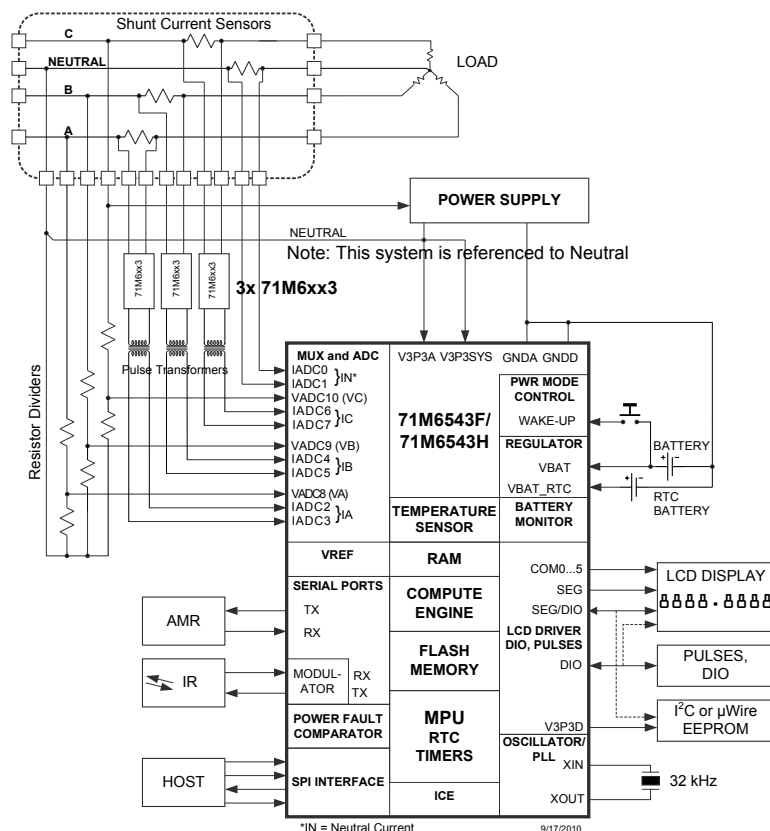 Shunt Current Sensors
C
NEUTRAL
B
A
LOAD
POWER SUPPLY
NEUTRAL
Note: This system is referenced to Neutral
71M6xx3
71M6xx3
71M6xx3
3x 71M6xx3
Resistor Dividers
Pulse Transformers
MUX and ADC
IADC0
IADC1
}IN*
VADC10 (VC)
IADC6
IADC7
}IC
VADC9 (VB)
IADC4
IADC5
}IB
VADC8 (VA)
IADC2
IADC3
}IA
V3P3A
V3P3SYS
GNDA
GNDD
71M6543F/
71M6543H
PWR MODE
CONTROL
WAKE-UP
REGULATOR
VBAT
VBAT_RTC
BATTERY
RTC
BATTERY
TEMPERATURE
SENSOR
BATTERY
MONITOR
VREF
RAM
SERIAL PORTS
TX
RX
COMPUTE
ENGINE
FLASH
MEMORY
MODUL-
ATOR
RX
TX
POWER FAULT
COMPARATOR
MPU
RTC
TIMERS
SPI INTERFACE
ICE
COM0...5
SEG
SEG/DIO
LCD DRIVER
DIO, PULSES
DIO
V3P3D
OSCILLATOR/
PLL
XIN
XOUT
AMR
IR
HOST
LCD DISPLAY
8888.8888
PULSES,
DIO
I²C or µWire
EEPROM
32 kHz
*IN = Neutral Current
9/17/2010